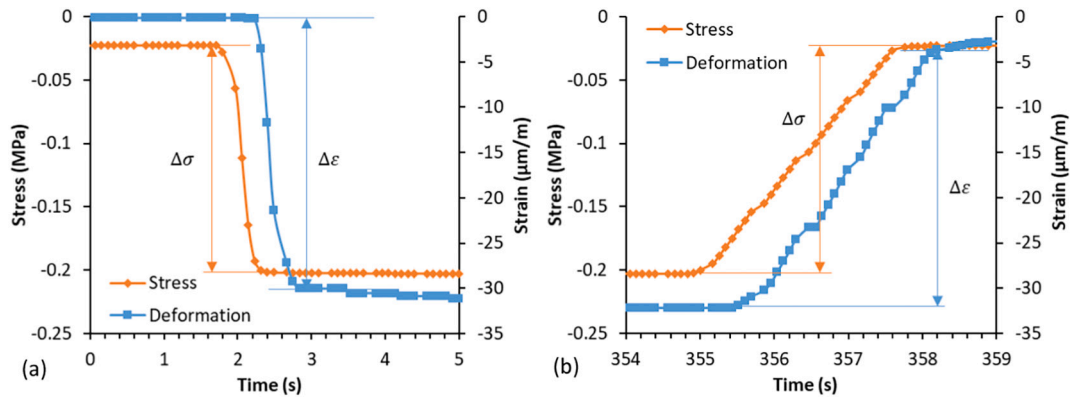 0
-0.05
-0.1
-0.15
-0.2
-0.25
Stress (MPa)
0
-5
-10
-15
-20
-25
-30
-35
Strain (µm/m)
Δσ
Δε
Stress
Deformation
0 1 2 3 4 5
(a)
Time (s)
0
-0.05
-0.1
-0.15
-0.2
-0.25
Stress (MPa)
0
-5
-10
-15
-20
-25
-30
-35
Strain (µm/m)
Stress
Deformation
Δσ
Δε
354 355 356 357 358 359
(b)
Time (s)